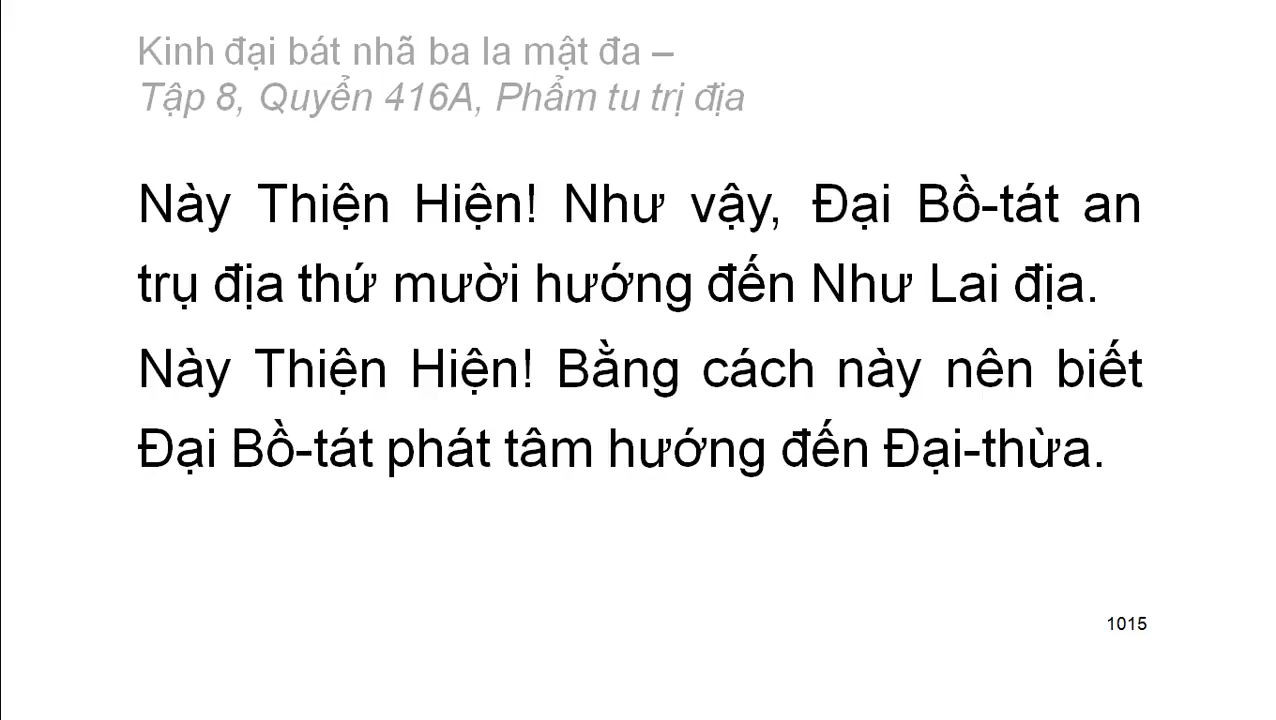 Kinh đại bát nhã ba la mật đa –
Tập 8, Quyển 416A, Phẩm tu trị địa
Này Thiện Hiện! Như vậy, Đại Bồ-tát an
trụ địa thứ mười hướng đến Như Lai địa.
Này Thiện Hiện! Bằng cách này nên biết
Đại Bồ-tát phát tâm hướng đến Đại-thừa.
1015